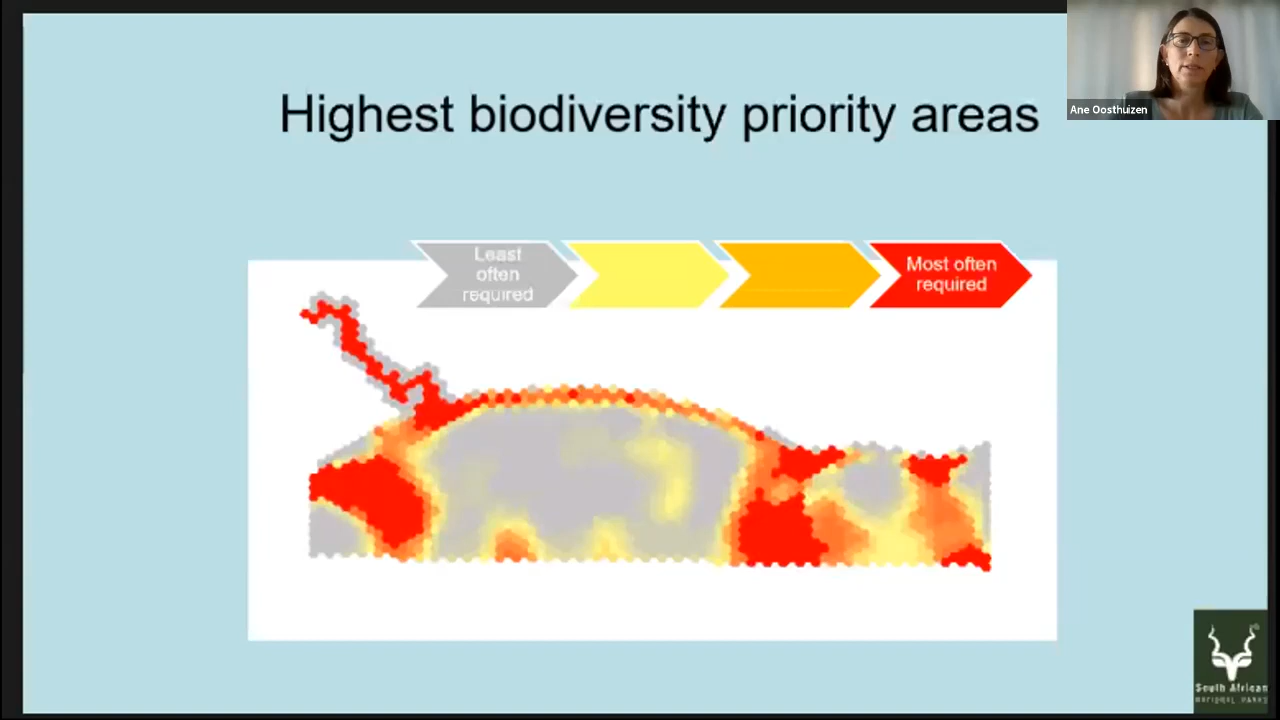 Highest biodiversity priority areas
Ane Oosthuizen
Least
often
required
Most often
required
South African
NATIONAL PARKS